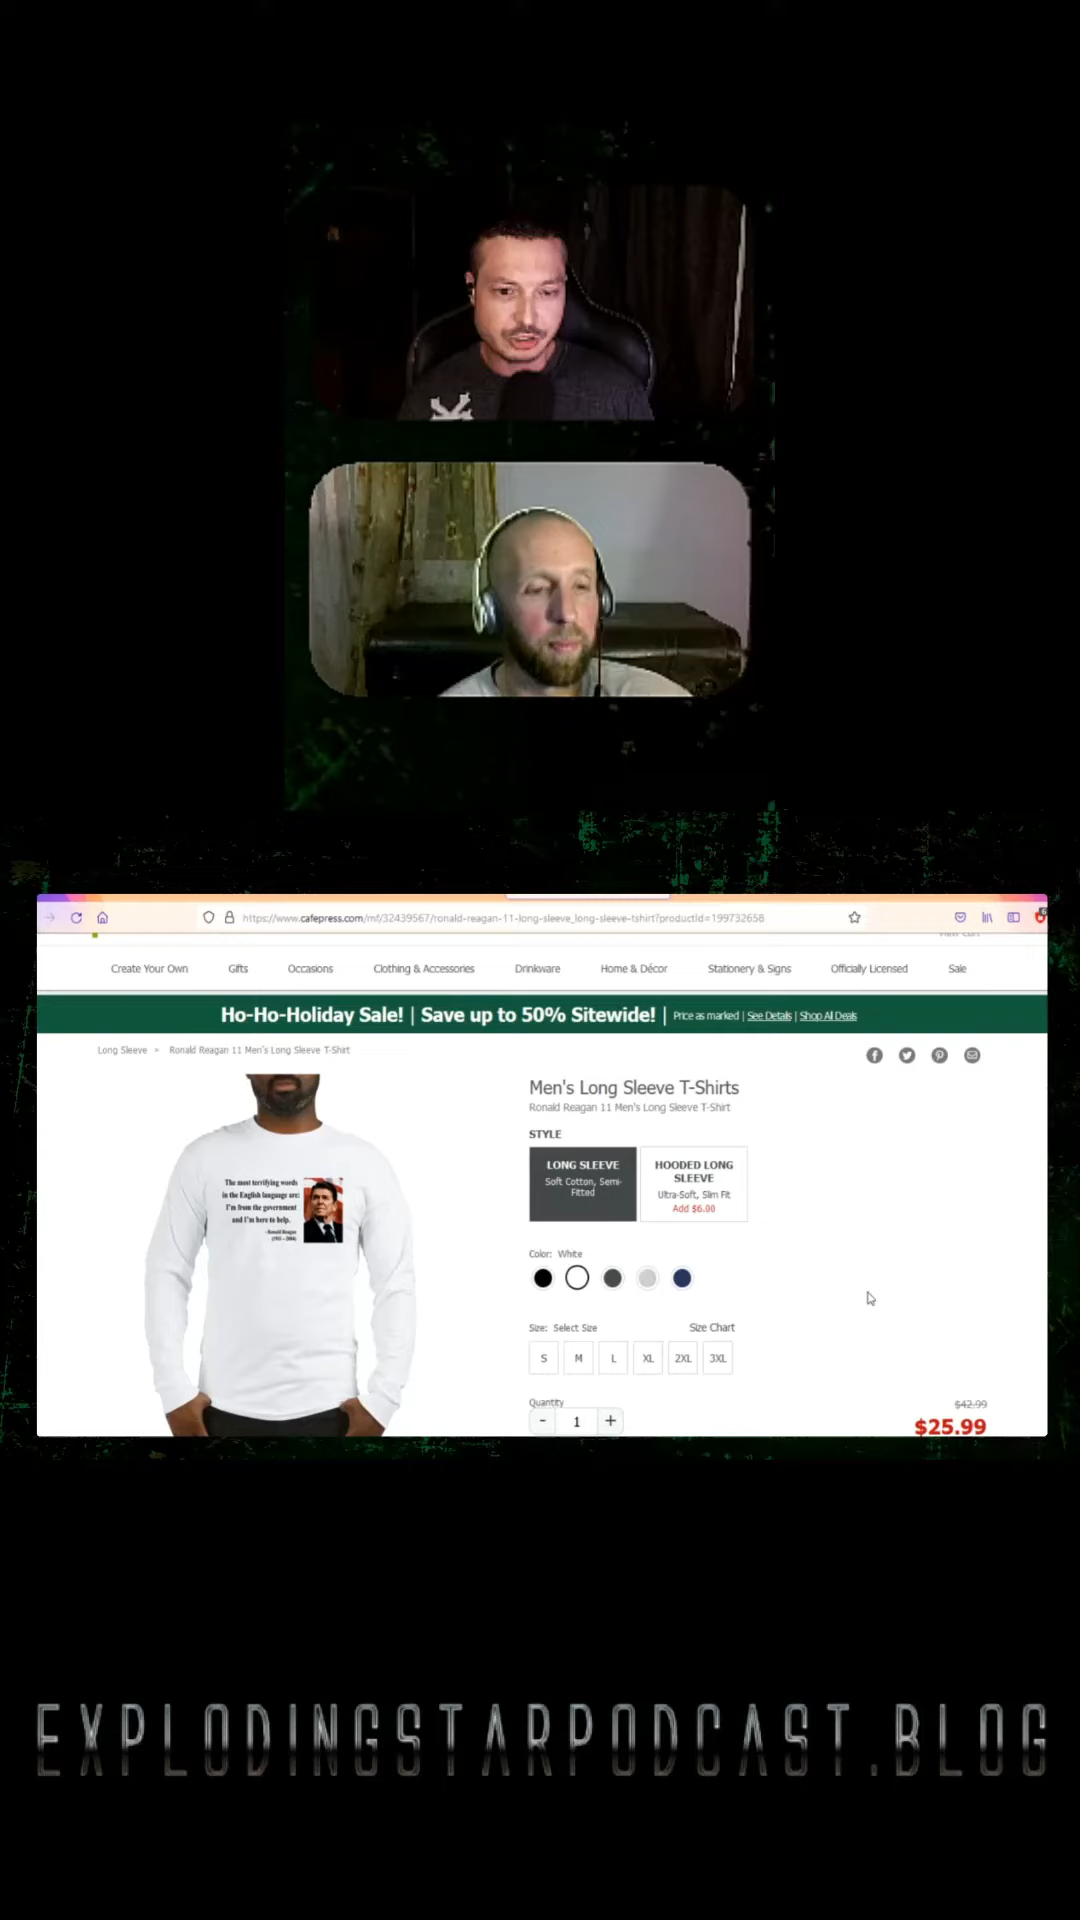 https://www.cafepress.com/mf/32439567/ronald-reagan-11-long-sleeve_long-sleeve-tshirt?productId=199732658
View Cart
Create Your Own Gifts Occasions Clothing & Accessories Drinkware Home & Décor Stationery & Signs Officially Licensed Sale
Ho-Ho-Holiday Sale! | Save up to 50% Sitewide! | Price as marked | See Details | Shop All Deals
Long Sleeve > Ronald Reagan 11 Men's Long Sleeve T-Shirt
Men's Long Sleeve T-Shirts
Ronald Reagan 11 Men's Long Sleeve T-Shirt
STYLE
LONG SLEEVE
Soft Cotton, Semi-
Fitted
HOODED LONG
SLEEVE
Ultra-Soft, Slim Fit
Add $6.00
The most terrifying words
in the English language are:
I'm from the government
and I'm here to help.
- Ronald Reagan
(1911 - 2004)
Color: White
Size: Select Size Size Chart
S M L XL 2XL 3XL
Quantity
- 1 +
$42.99
$25.99
EXPLODINGSTARPODCAST.BLOG